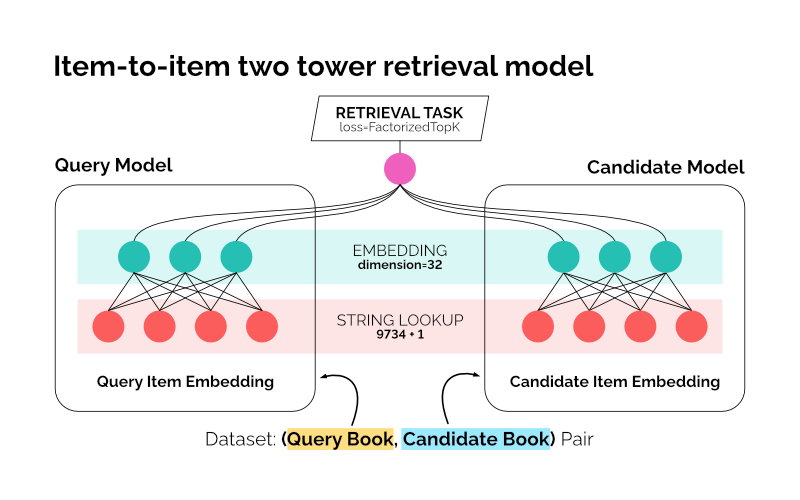 Item-to-item two tower retrieval model
RETRIEVAL TASK
loss=FactorizedTopK
Query Model
Candidate Model
EMBEDDING
dimension=32
STRING LOOKUP
9734 + 1
Query Item Embedding
Candidate Item Embedding
Dataset: (Query Book, Candidate Book) Pair